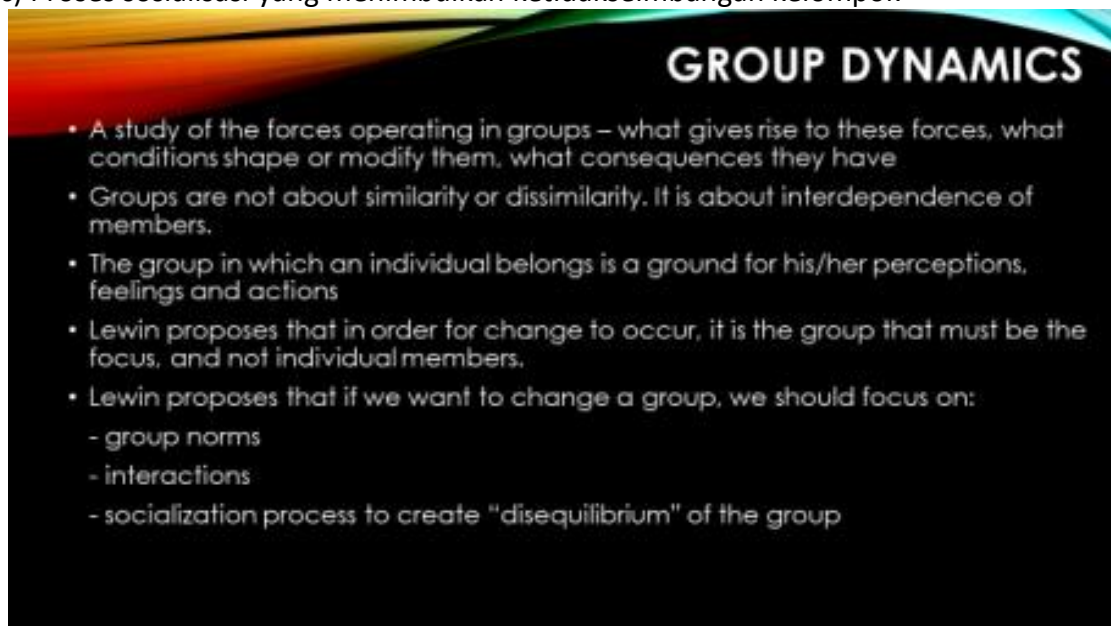 Proses sosialisasi yang menimbulkan ketidakseimbangan kelompok
GROUP DYNAMICS
• A study of the forces operating in groups – what gives rise to these forces, what
conditions shape or modify them, what consequences they have
• Groups are not about similarity or dissimilarity. It is about interdependence of
members.
• The group in which an individual belongs is a ground for his/her perceptions,
feelings and actions
• Lewin proposes that in order for change to occur, it is the group that must be the
focus, and not individual members.
• Lewin proposes that if we want to change a group, we should focus on:
- group norms
- interactions
- socialization process to create “disequilibrium” of the group